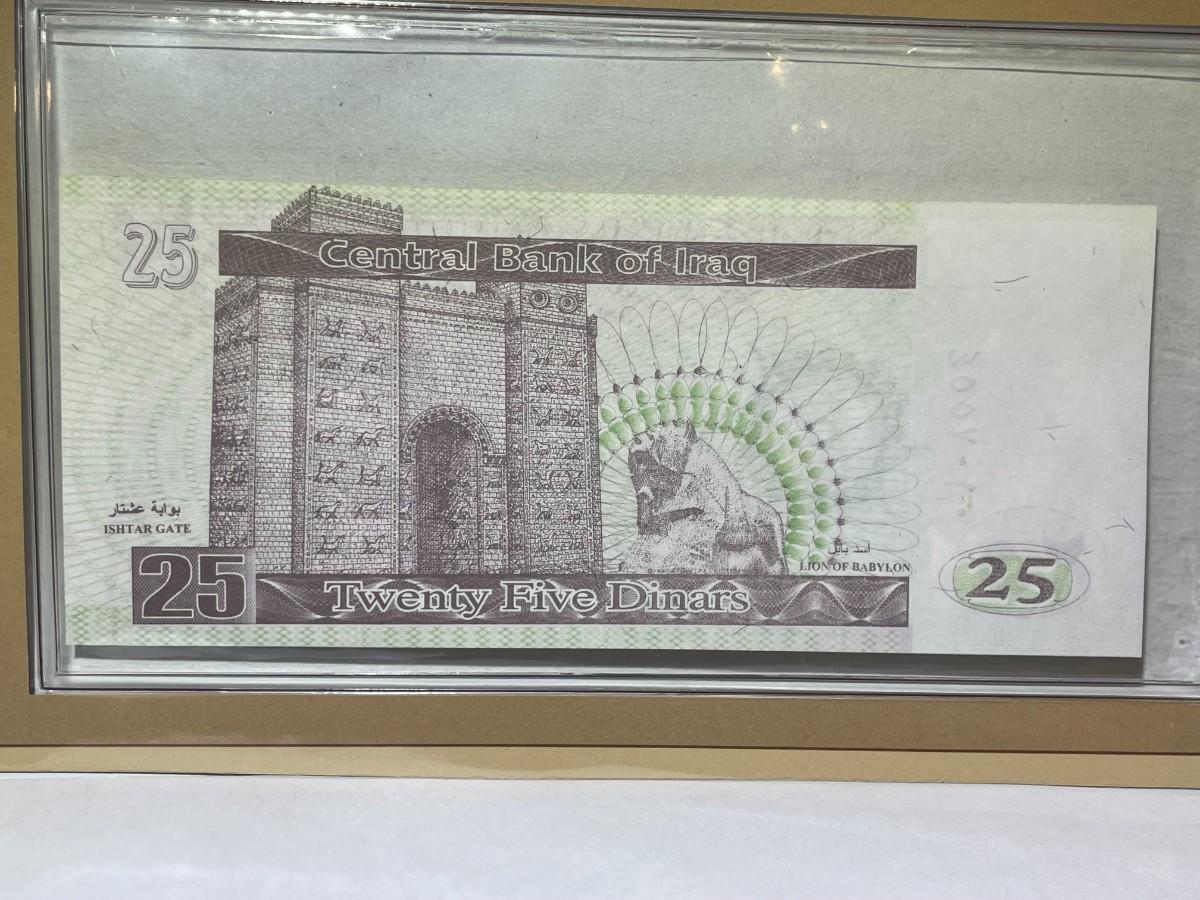 25
Central Bank of Iraq
بوابة عشتار
ISHTAR GATE
أسد بابل
LION OF BABYLON
25
Twenty Five Dinars
25